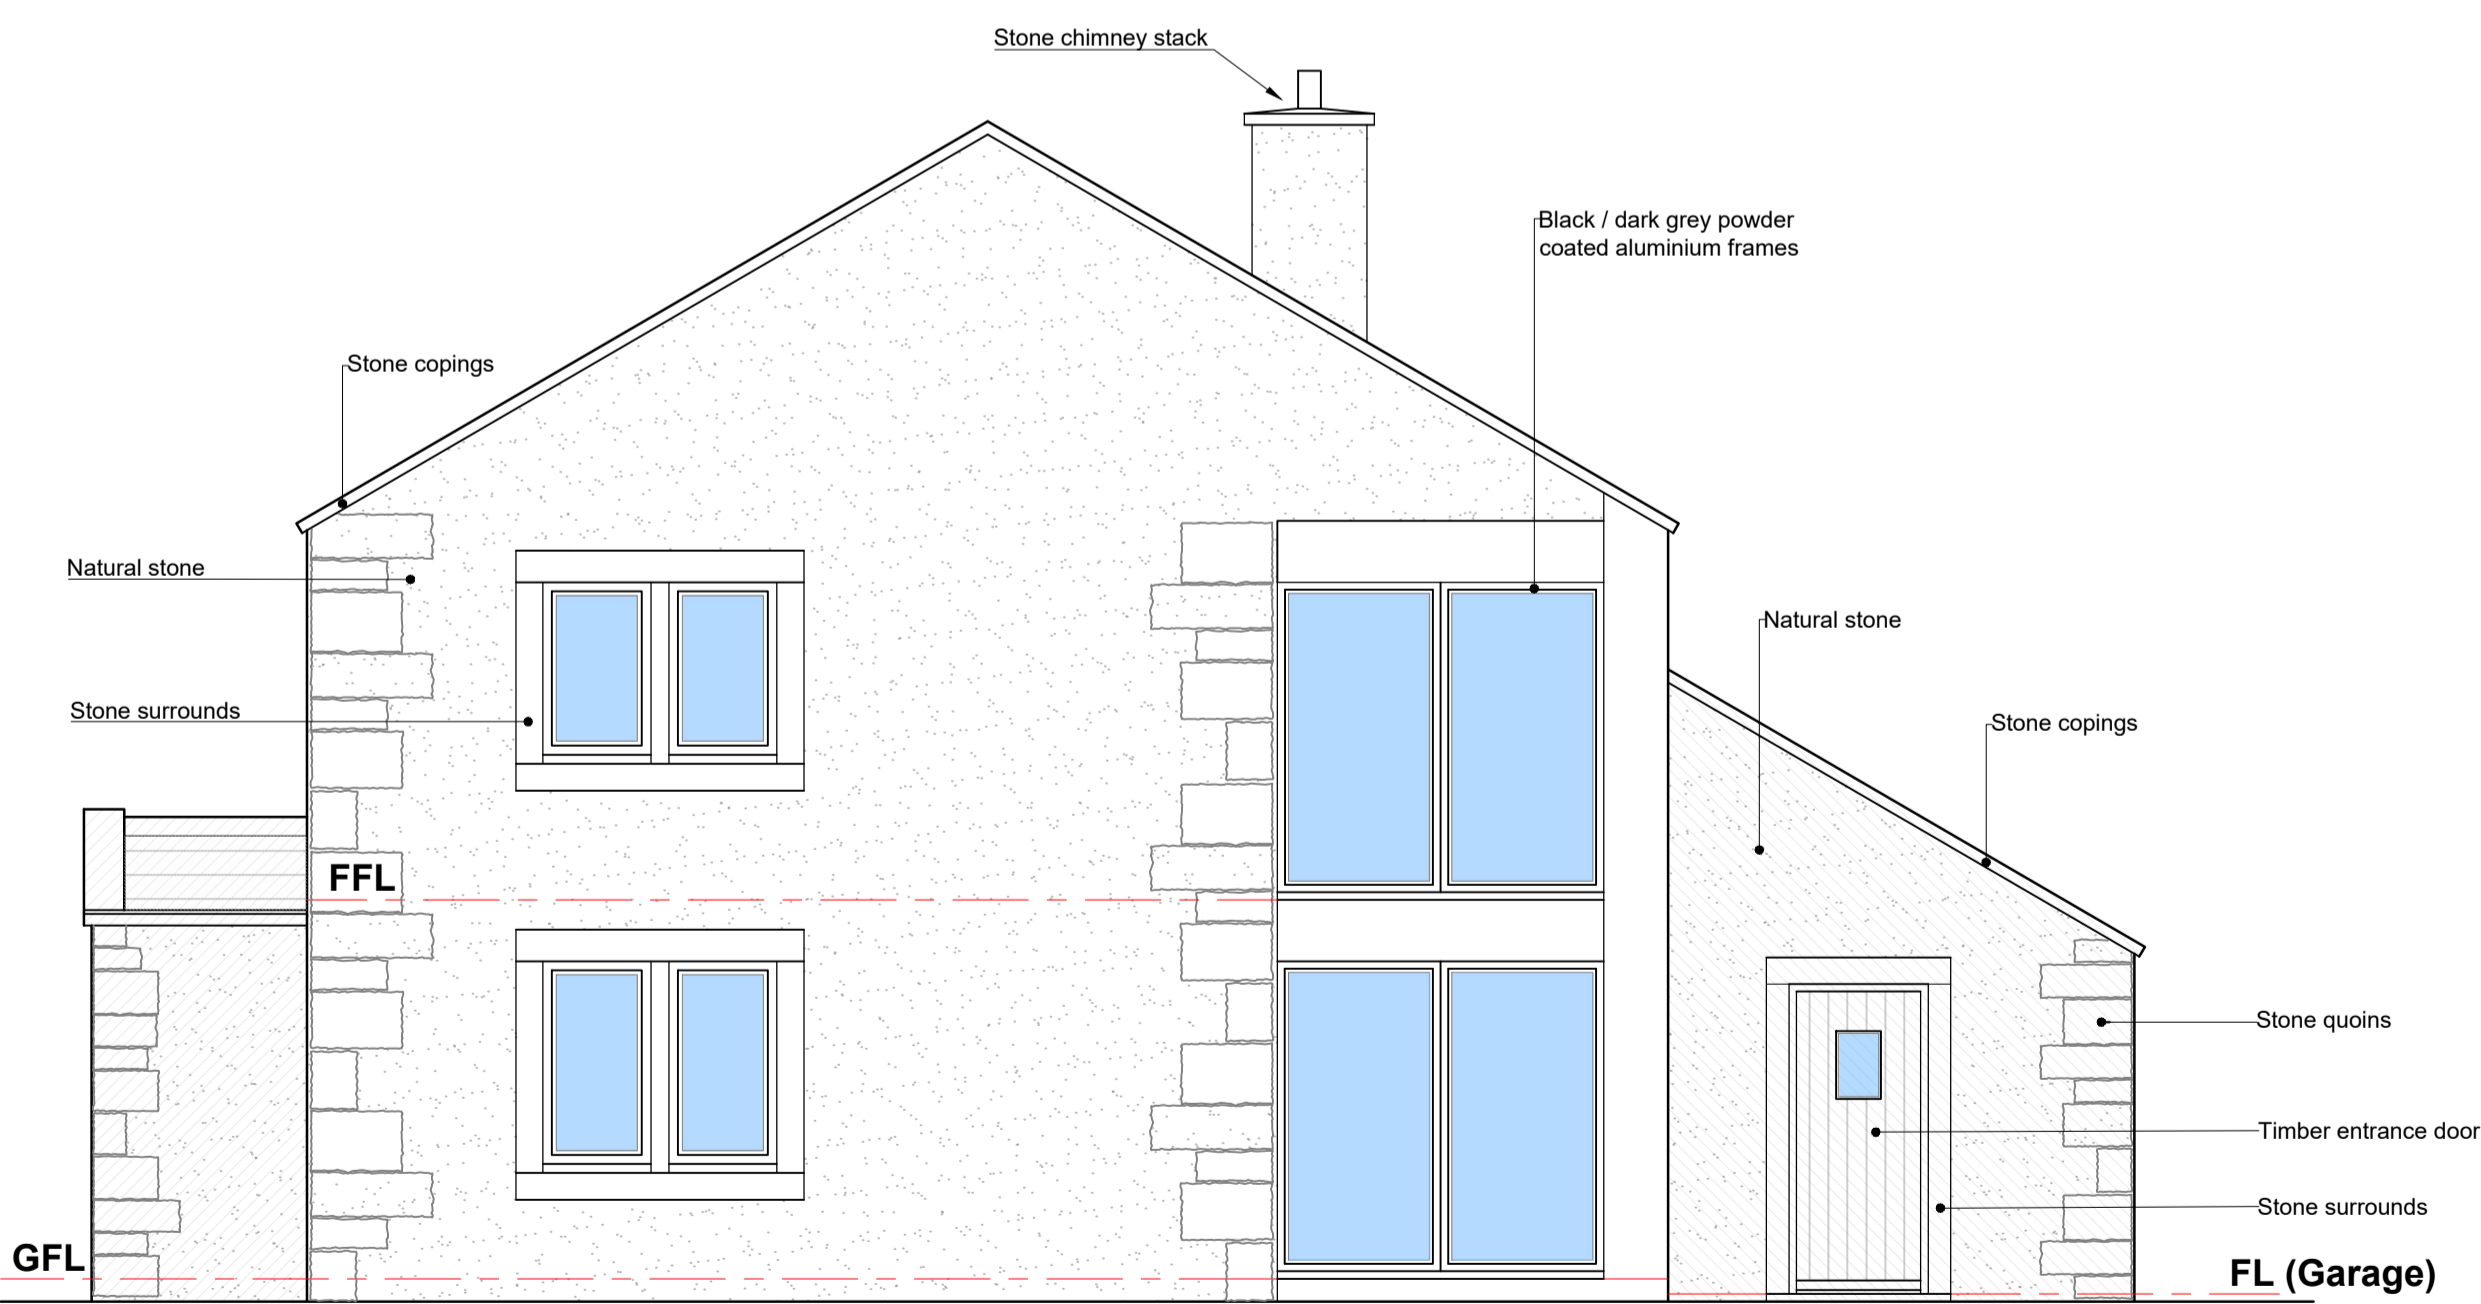 Stone chimney stack
Black / dark grey powder
coated aluminium frames
Stone copings
Natural stone
Natural stone
Stone surrounds
Stone copings
FFL
Stone quoins
Timber entrance door
Stone surrounds
GFL
FL (Garage)